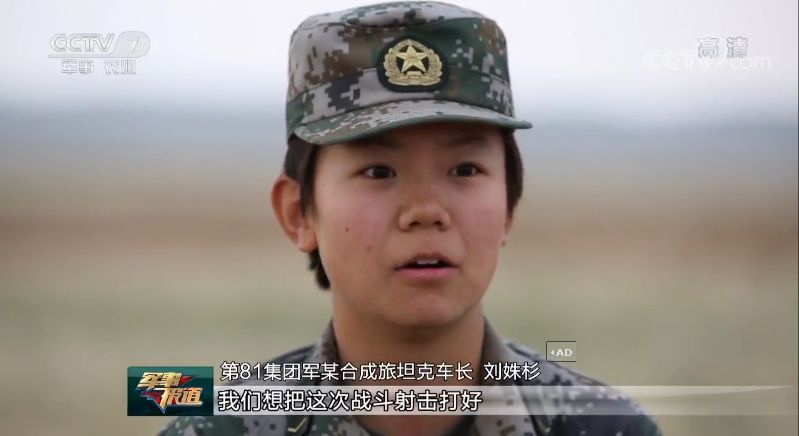 CCTV 7
军事 农业
高清
CCTV.com
第81集团军某合成旅坦克车长 刘姝杉
AD
军事报道
我们想把这次战斗射击打好